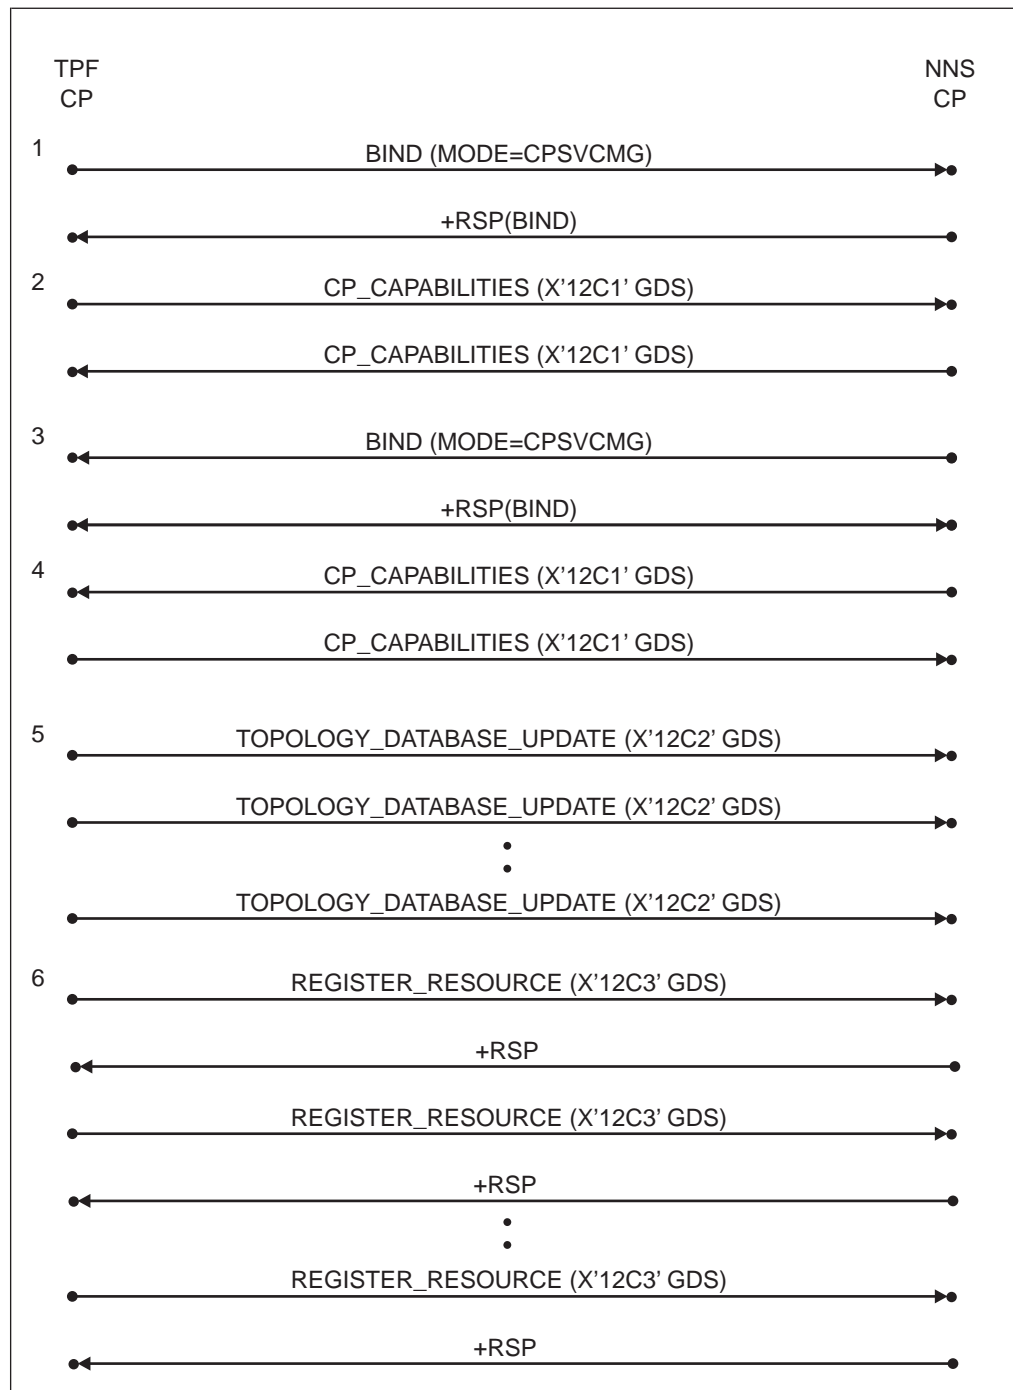 TPF
CP
NNS
CP
1
BIND (MODE=CPSVCMG)
+RSP(BIND)
2
CP_CAPABILITIES (X’12C1’ GDS)
CP_CAPABILITIES (X’12C1’ GDS)
3
BIND (MODE=CPSVCMG)
+RSP(BIND)
4
CP_CAPABILITIES (X’12C1’ GDS)
CP_CAPABILITIES (X’12C1’ GDS)
5
TOPOLOGY_DATABASE_UPDATE (X’12C2’ GDS)
TOPOLOGY_DATABASE_UPDATE (X’12C2’ GDS)
TOPOLOGY_DATABASE_UPDATE (X’12C2’ GDS)
6
REGISTER_RESOURCE (X’12C3’ GDS)
+RSP
REGISTER_RESOURCE (X’12C3’ GDS)
+RSP
REGISTER_RESOURCE (X’12C3’ GDS)
+RSP